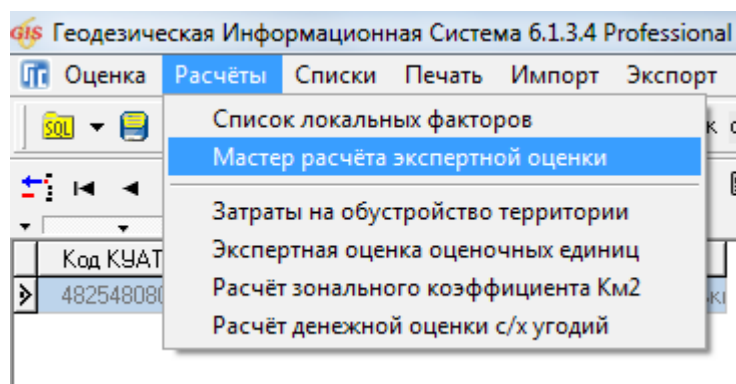 GIS Геодезическая Информационная Система 6.1.3.4 Professional
Оценка Расчёты Списки Печать Импорт Экспорт
SQL
Список локальных факторов
Мастер расчёта экспертной оценки
Затраты на обустройство территории
Экспертная оценка оценочных единиц
Код КУАТ
Расчёт зонального коэффициента Км2
48254808
Расчёт денежной оценки с/х угодий